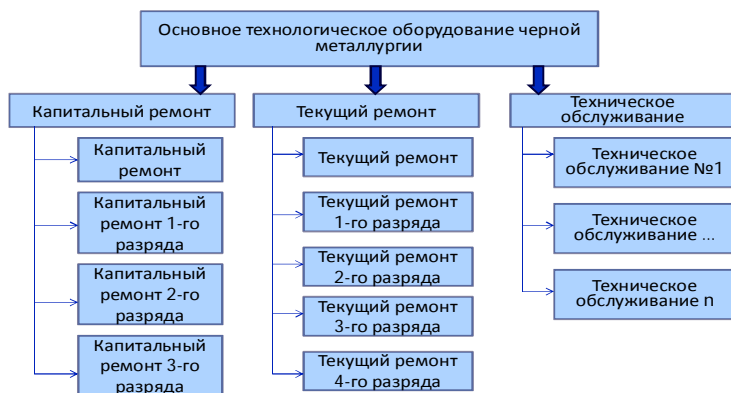 Основное технологическое оборудование черной
металлургии
Капитальный ремонт
Капитальный
ремонт
Капитальный
ремонт 1-го разряда
Капитальный
ремонт 2-го разряда
Капитальный
ремонт 3-го
разряда
Текущий ремонт
Текущий ремонт
Текущий ремонт
1-го разряда
Текущий ремонт
2-го разряда
Текущий ремонт
3-го разряда
Текущий ремонт
4-го разряда
Техническое
обслуживание
Техническое
обслуживание №1
Техническое
обслуживание ...
Техническое
обслуживание n